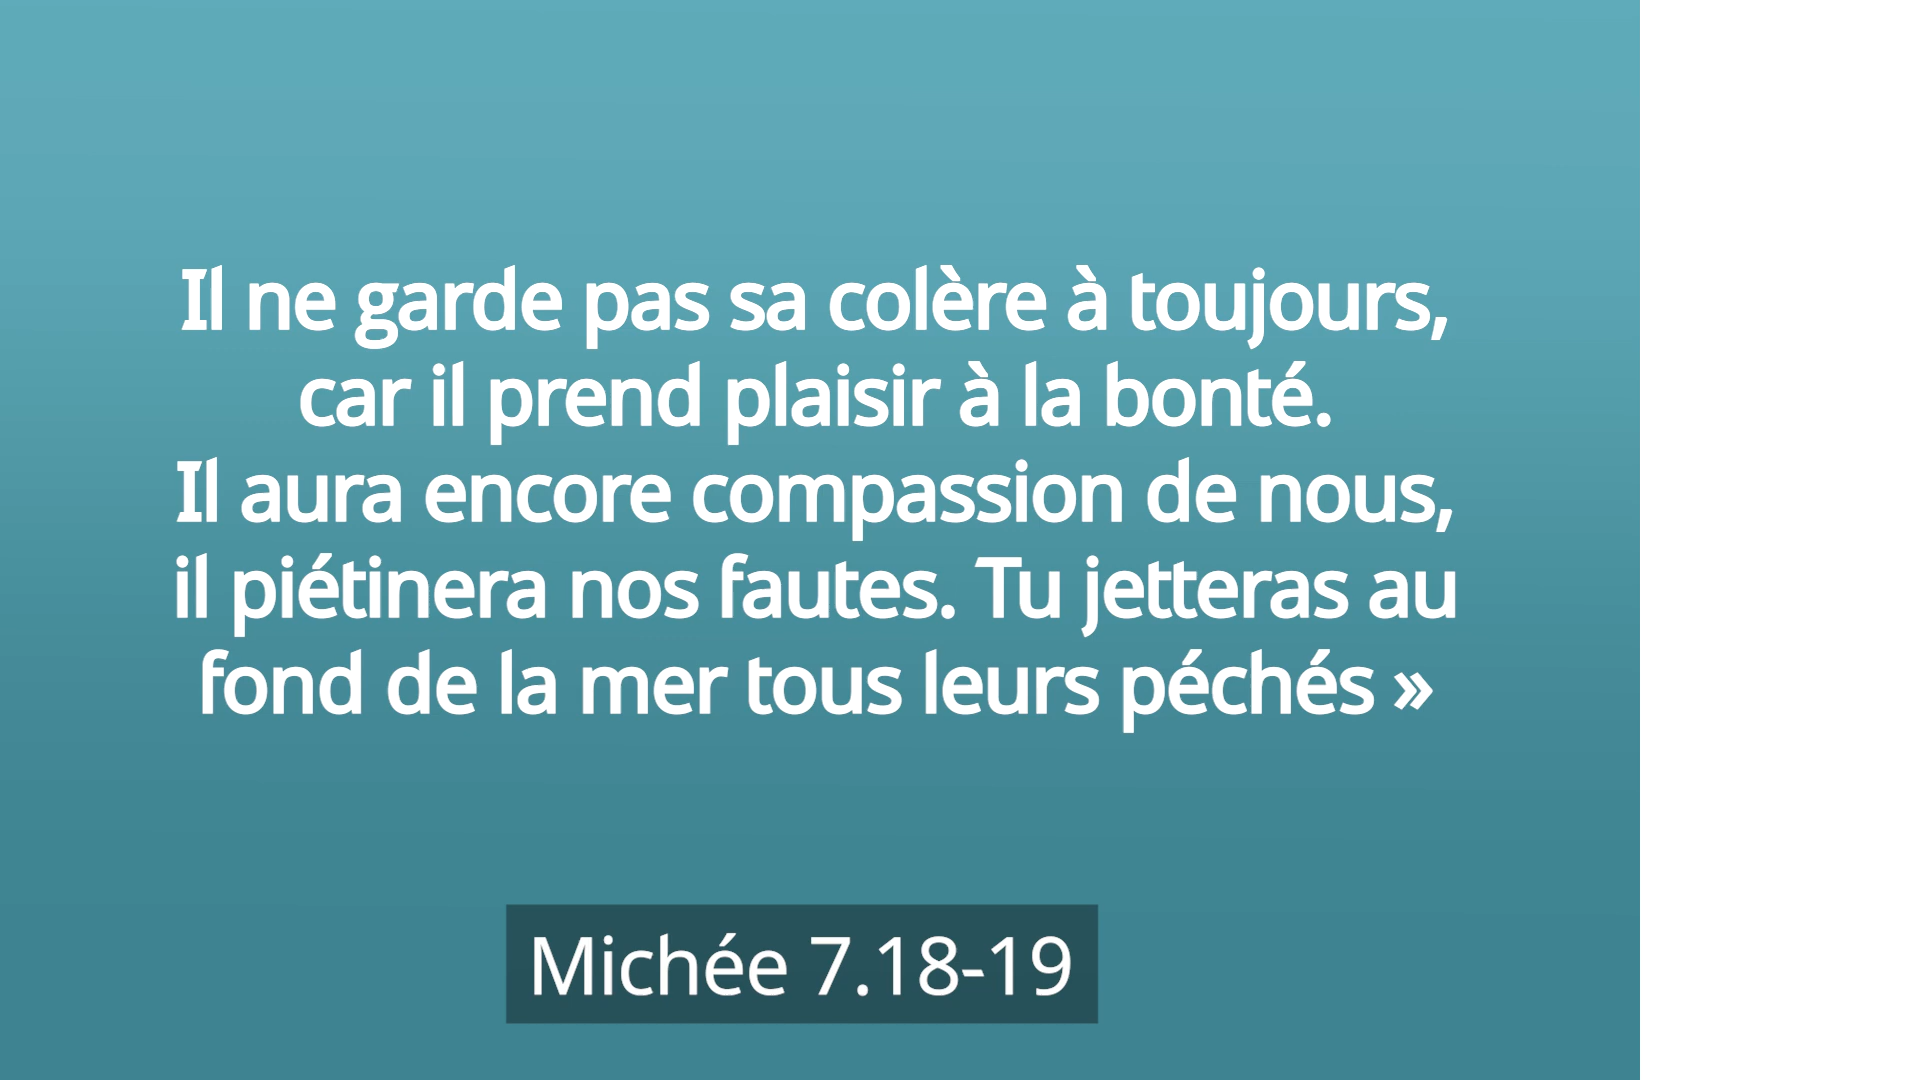 Il ne garde pas sa colère à toujours,
car il prend plaisir à la bonté.
Il aura encore compassion de nous,
il piétinera nos fautes. Tu jetteras au
fond de la mer tous leurs péchés »
Michée 7.18-19